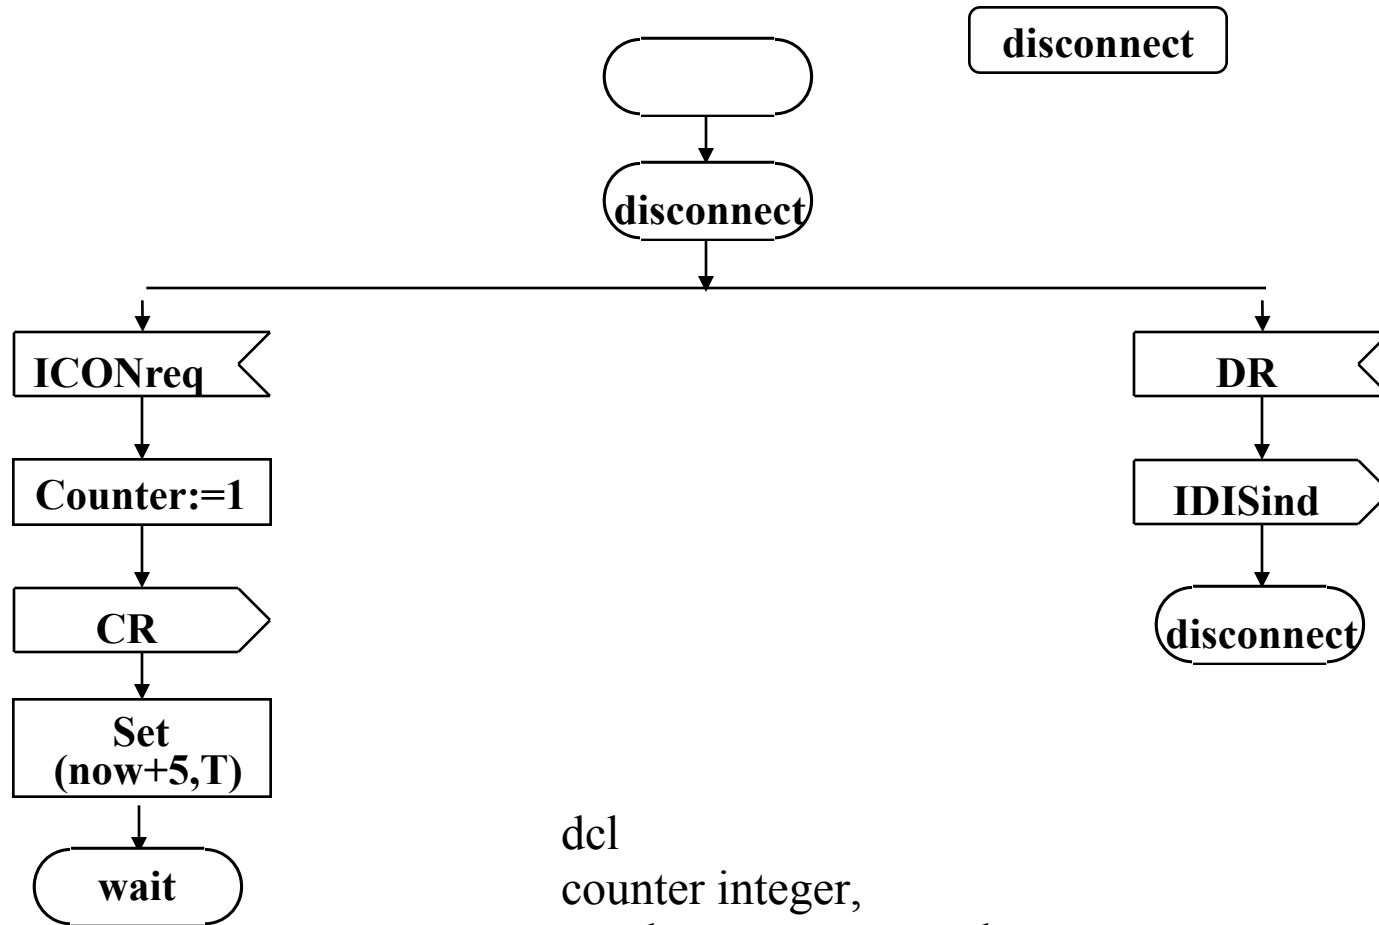 disconnect
disconnect
ICONreq
DR
Counter:=1
IDISind
CR
disconnect
Set
(now+5,T)
wait
dcl
counter integer,